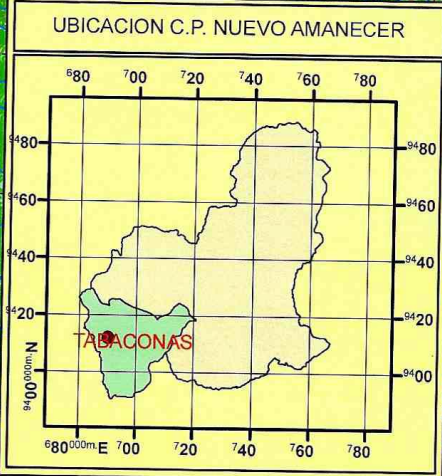 UBICACION C.P. NUEVO AMANECER
680 700 720 740 760 780
9480 9480
9460 9460
9440 9440
9420 9420
TABACONAS
9400000m.N 9400
680000m.E 700 720 740 760 780